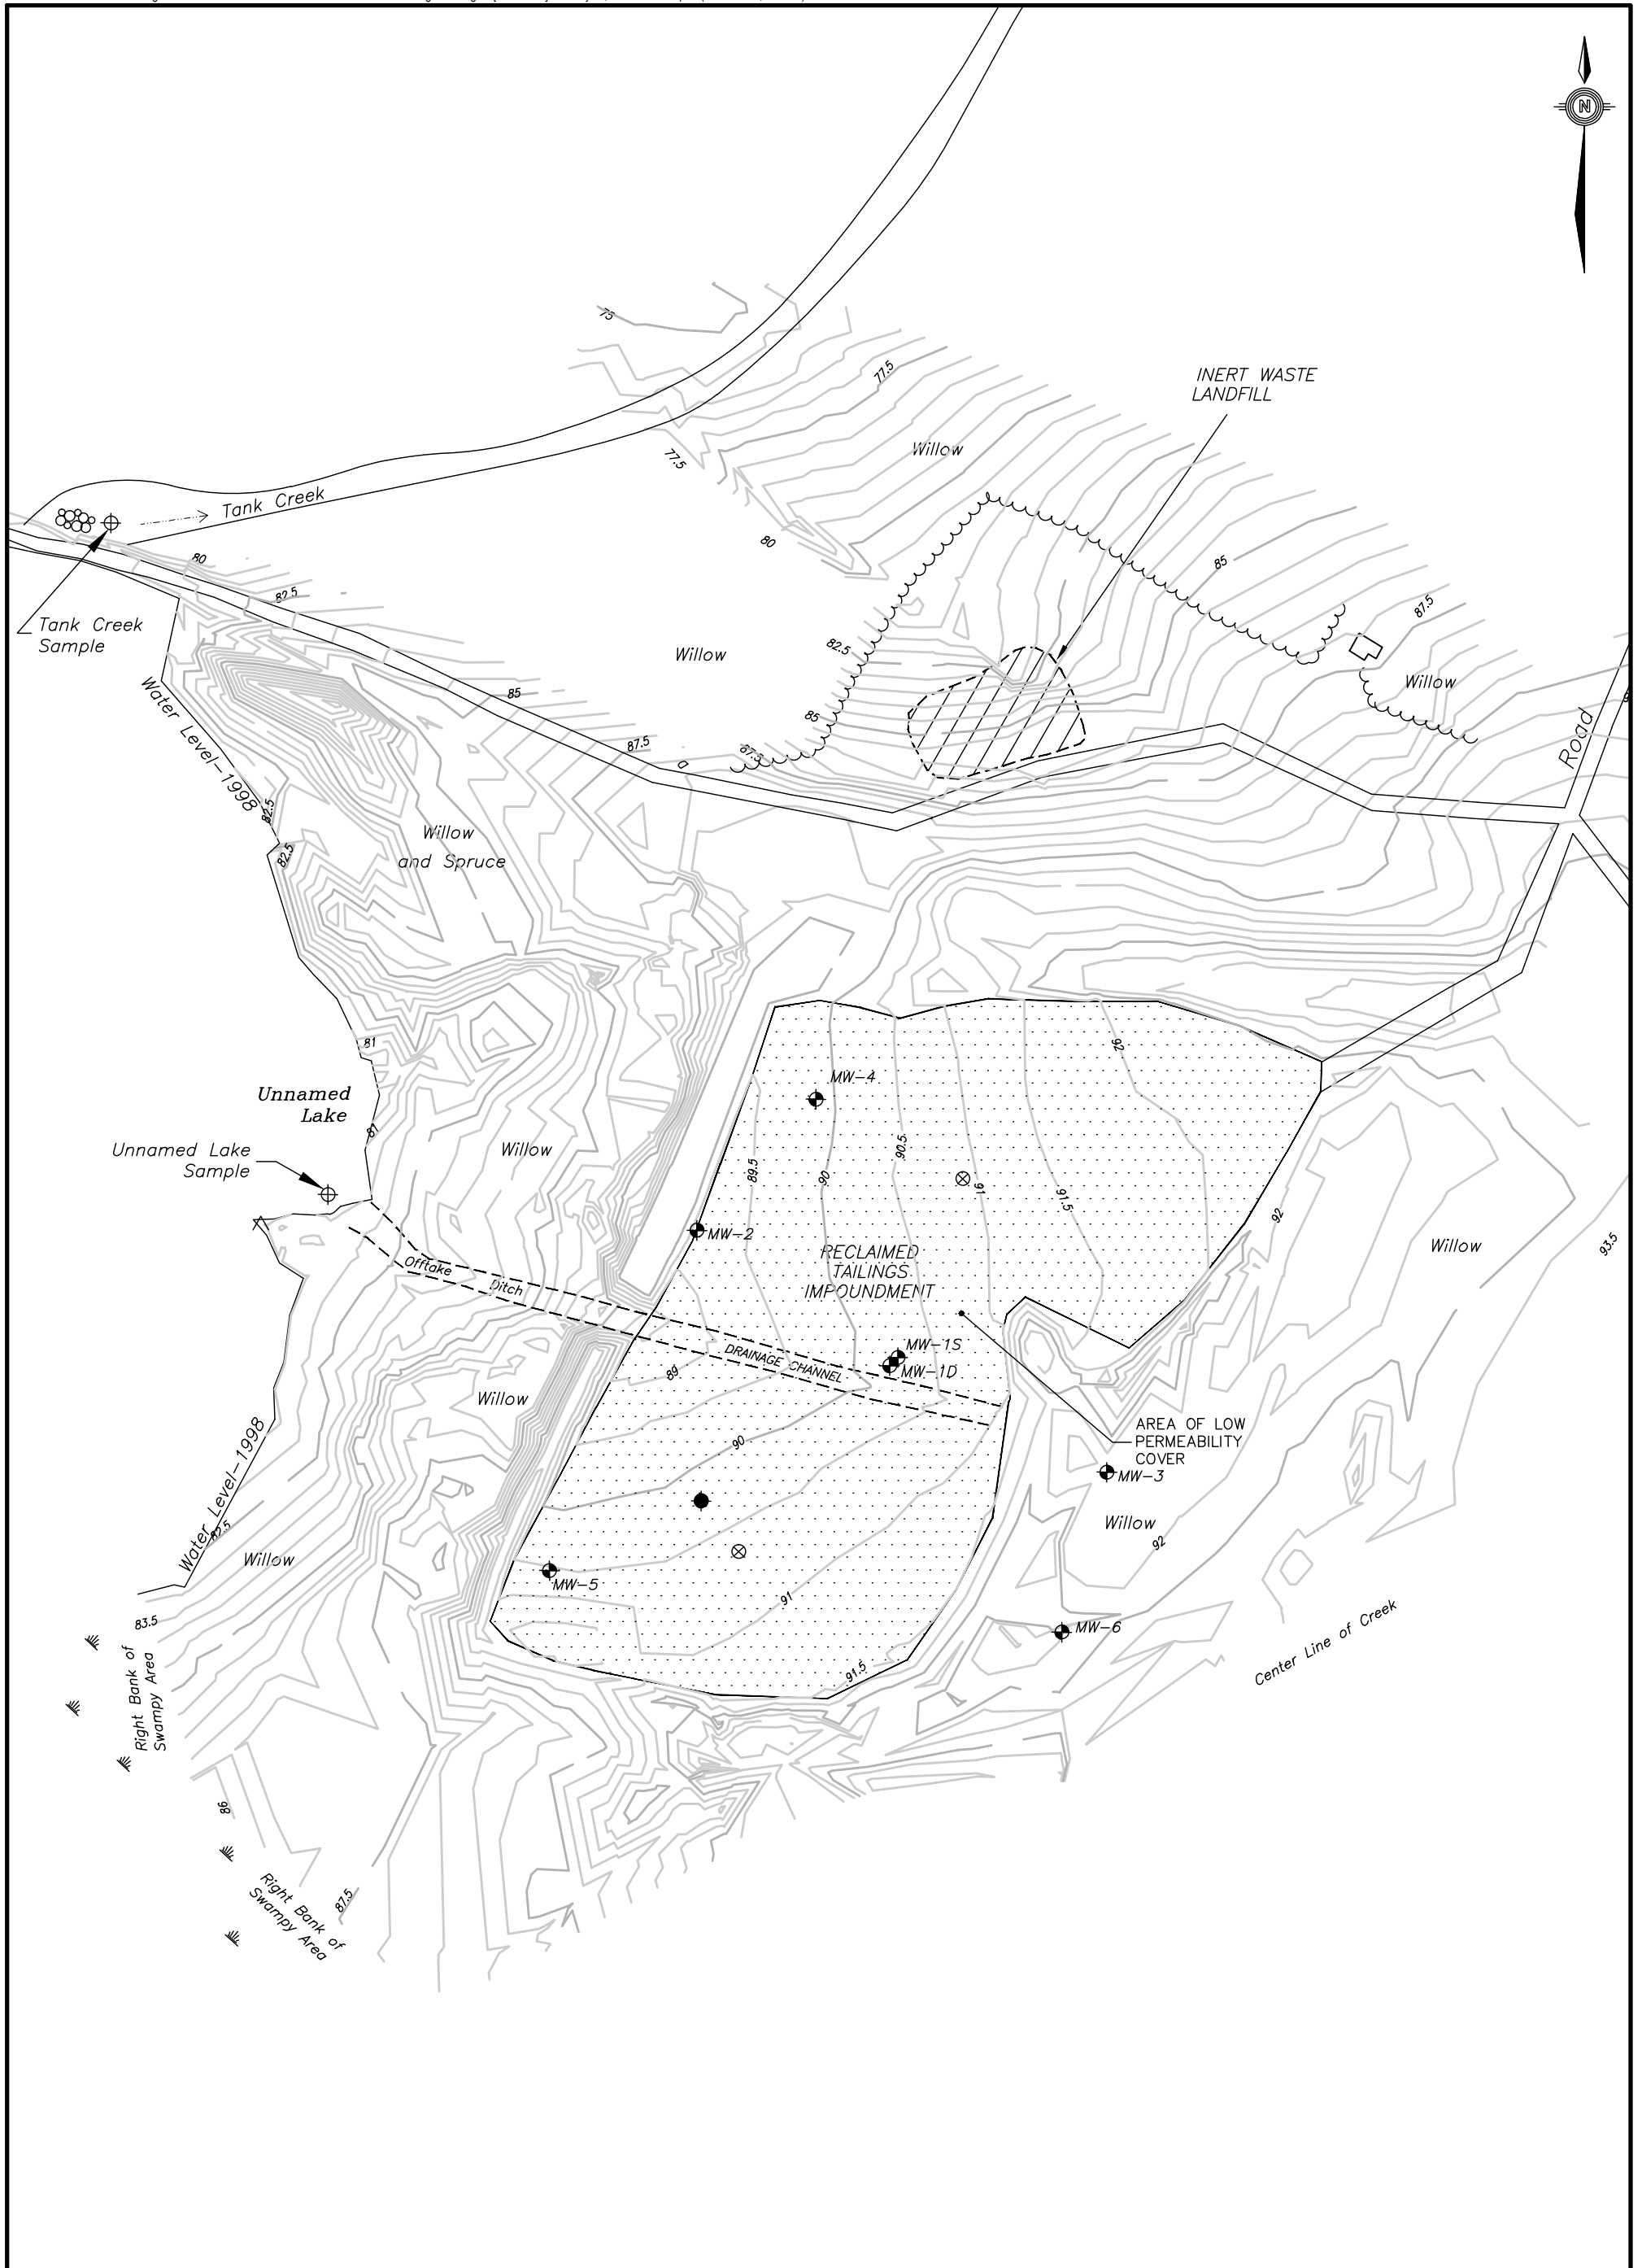 N
75
77.5
INERT WASTE
LANDFILL
Willow
77.5
Tank Creek
80
80
85
82.5
87.5
Tank Creek
Sample
Willow
82.5
Willow
85
Water Level-1998
85
Road
87.5
87.5
82.5
Willow
and Spruce
82.5
81
92
Unnamed
Lake
MW-4
81
Unnamed Lake
Sample
Willow
90.5
89.5
90
91
91.5
92
MW-2
Willow
93.5
RECLAIMED
TAILINGS
IMPOUNDMENT
Offtake
Ditch
MW-1S
DRAINAGE CHANNEL
MW-1D
89
Willow
AREA OF LOW
PERMEABILITY
COVER
90
MW-3
Water Level-1998
82.5
Willow
92
Willow
MW-5
91
83.5
MW-6
Center Line of Creek
Right Bank of
Swampy Area
91.5
86
Right Bank of
Swampy Area
87.5